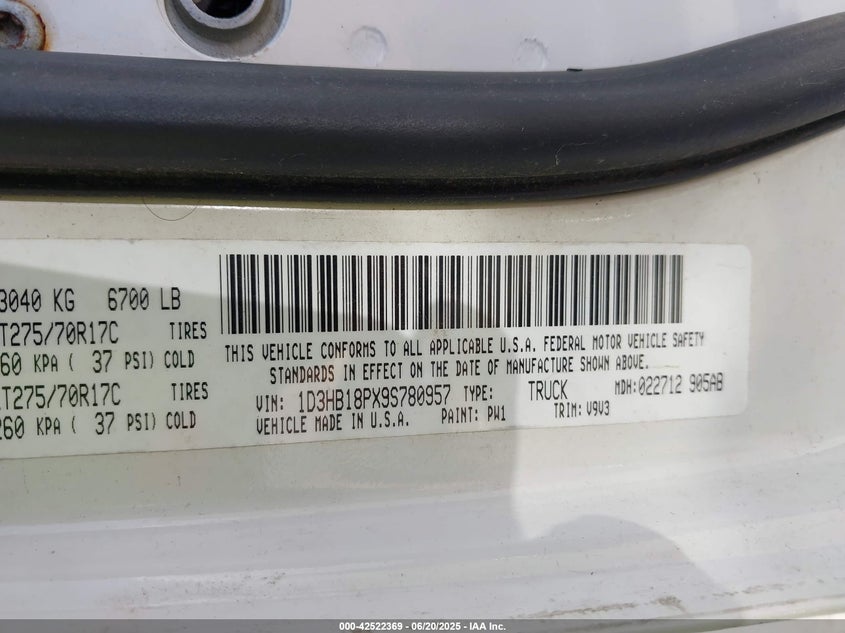 3040 KG 6700 LB
T275/70R17C TIRES
60 KPA ( 37 PSI) COLD
T275/70R17C TIRES
260 KPA ( 37 PSI) COLD
THIS VEHICLE CONFORMS TO ALL APPLICABLE U.S.A. FEDERAL MOTOR VEHICLE SAFETY
STANDARDS IN EFFECT ON THE DATE OF MANUFACTURE SHOWN ABOVE.
VIN: 1D3HB18PX9S780957 TYPE: TRUCK MDH: 022712 905AB
VEHICLE MADE IN U.S.A. PAINT: PW1 TRIM: V9V3
000-42522369 - 06/20/2025 - IAA Inc.